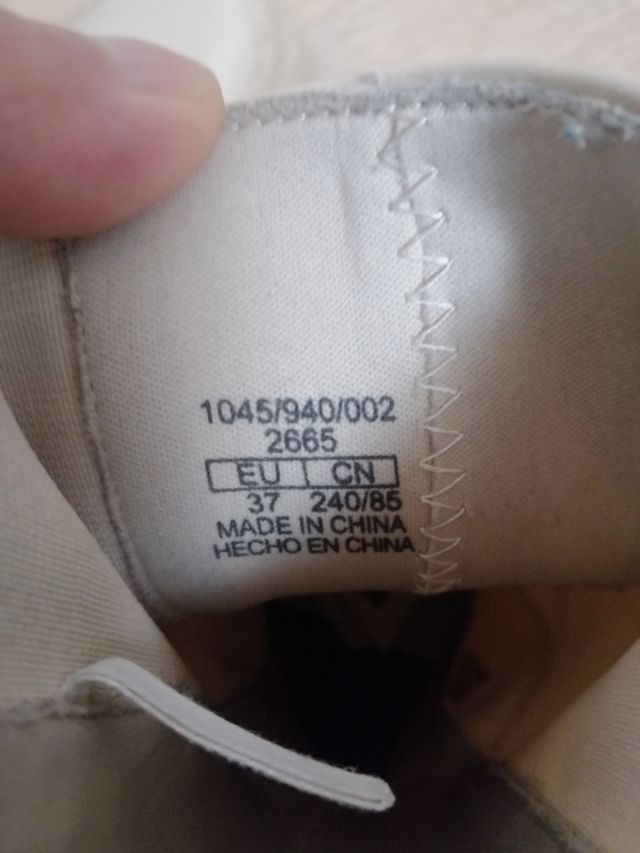 1045/940/002
2665
EU CN
37 240/85
MADE IN CHINA
HECHO EN CHINA